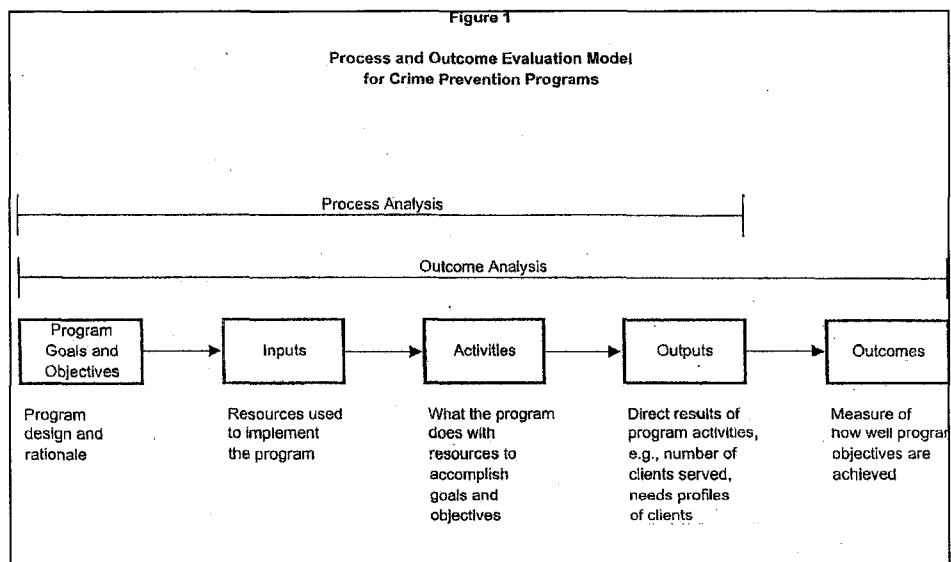 Figure 1
Process and Outcome Evaluation Model
for Crime Prevention Programs
Process Analysis
Outcome Analysis
Program
Goals and
Objectives
Inputs
Activities
Outputs
Outcomes
Program
design and
rationale
Resources used
to implement
the program
What the program
does with
resources to
accomplish
goals and
objectives
Direct results of
program activities,
e.g., number of
clients served,
needs profiles
of clients
Measure of
how well program
objectives are
achieved